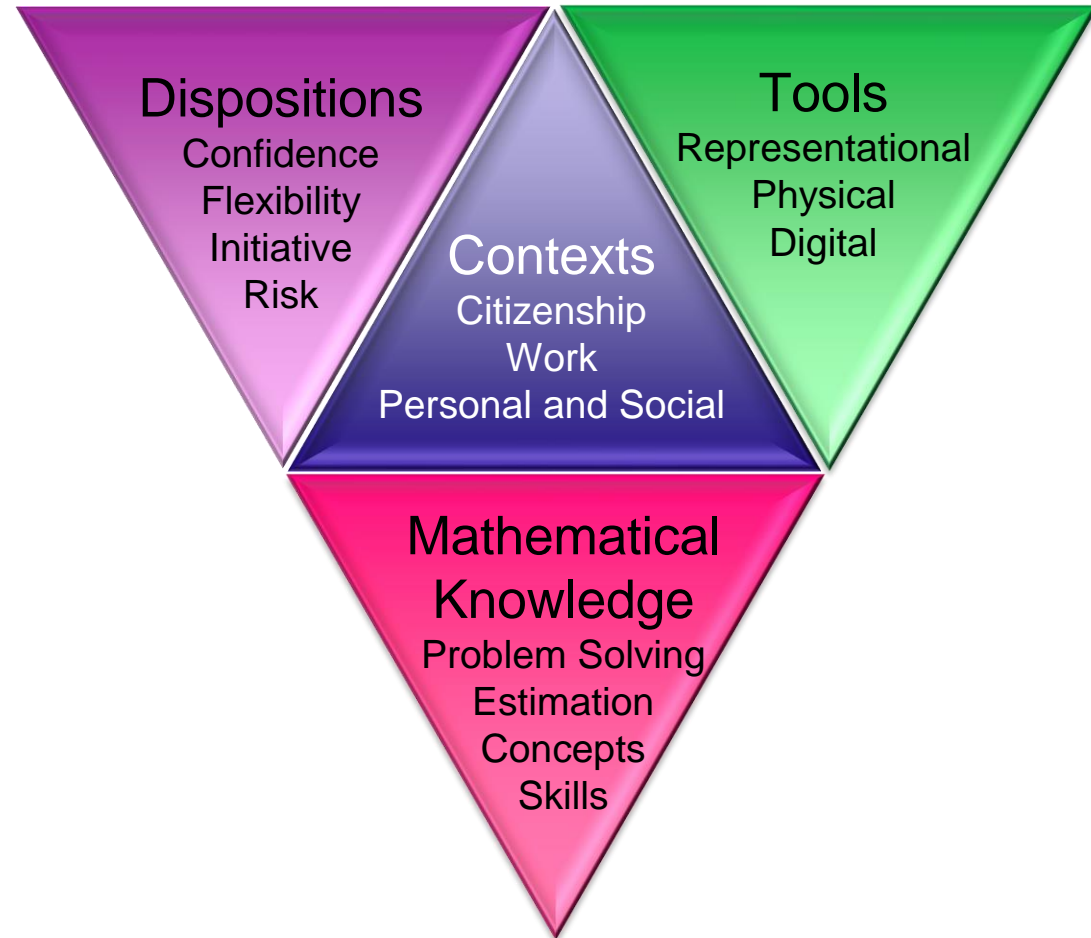 Dispositions
Confidence
Flexibility
Initiative
Risk
Tools
Representational
Physical
Digital
Contexts
Citizenship
Work
Personal and Social
Mathematical
Knowledge
Problem Solving
Estimation
Concepts
Skills